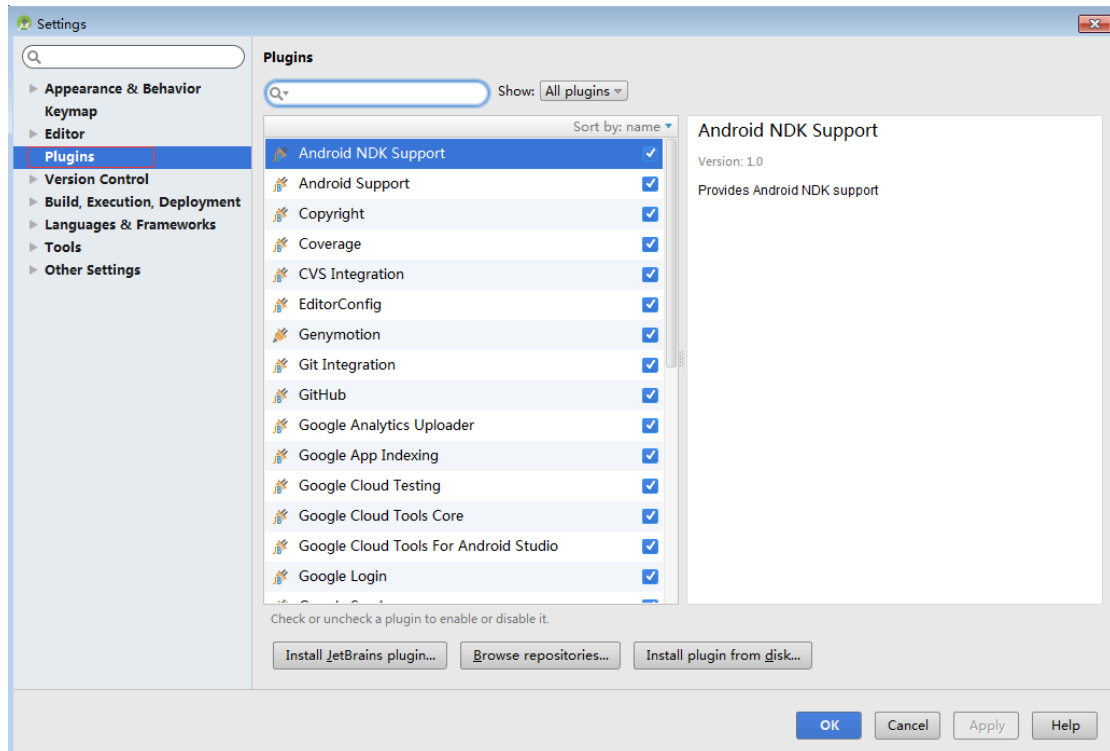 Settings
Appearance & Behavior
Keymap
Editor
Plugins
Version Control
Build, Execution, Deployment
Languages & Frameworks
Tools
Other Settings
Plugins
Show: All plugins
Sort by: name
Android NDK Support
Android Support
Copyright
Coverage
CVS Integration
EditorConfig
Genymotion
Git Integration
GitHub
Google Analytics Uploader
Google App Indexing
Google Cloud Testing
Google Cloud Tools Core
Google Cloud Tools For Android Studio
Google Login
Check or uncheck a plugin to enable or disable it.
Install JetBrains plugin...
Browse repositories...
Install plugin from disk...
Android NDK Support
Version: 1.0
Provides Android NDK support
OK
Cancel
Apply
Help